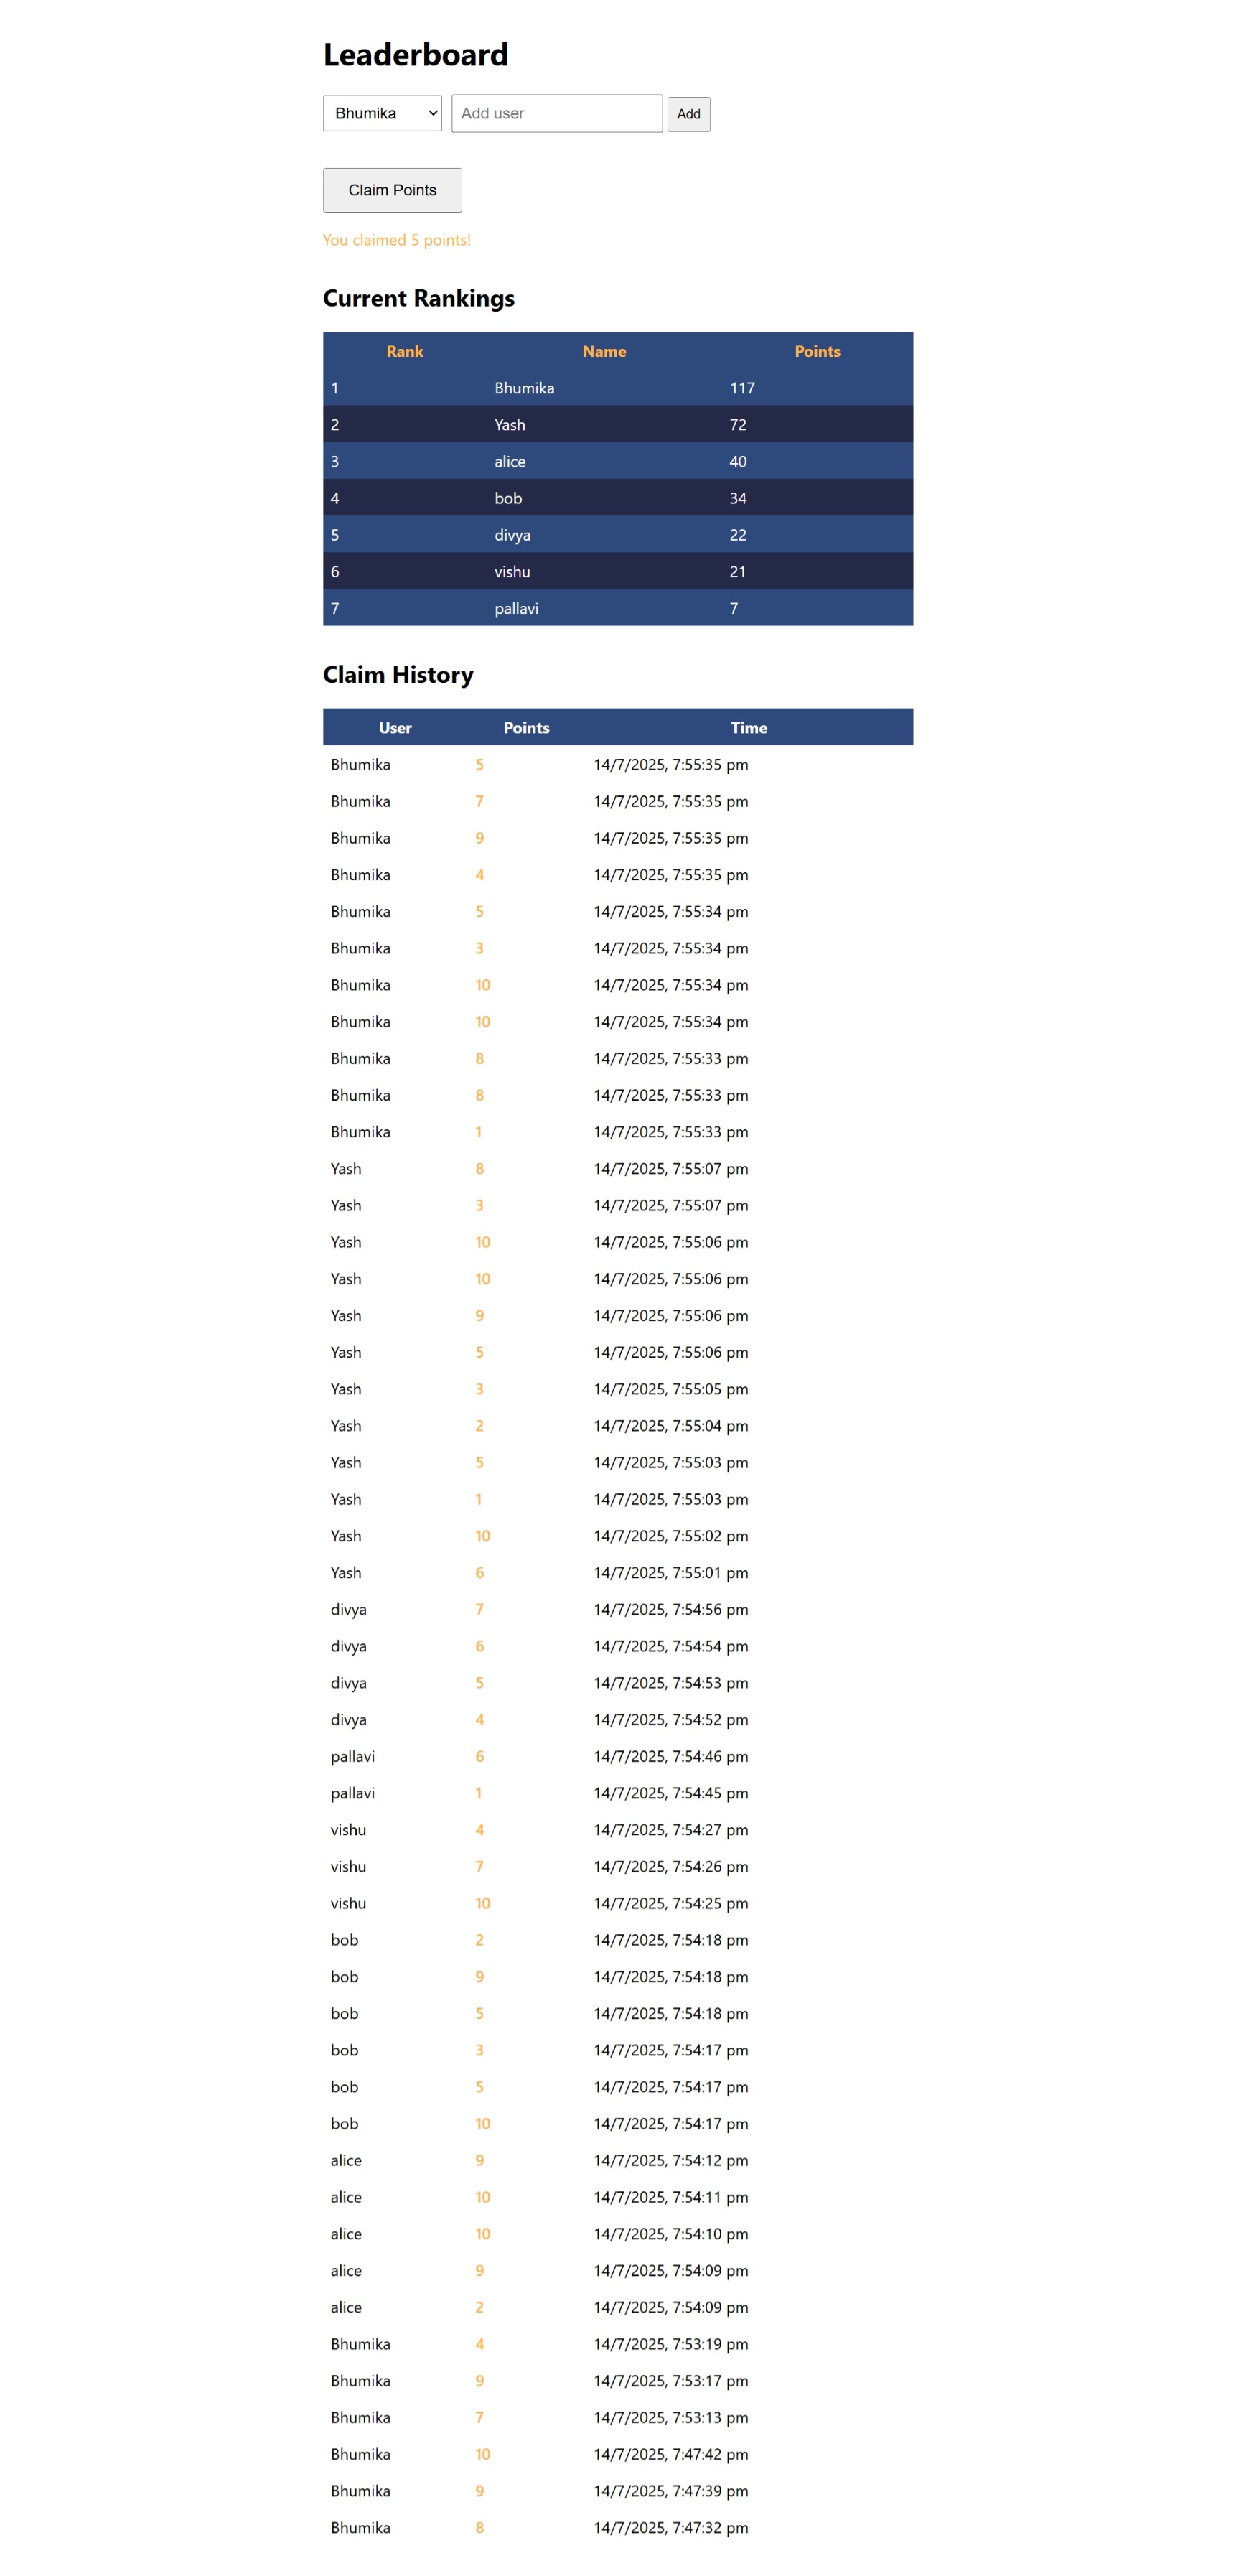 Leaderboard
Bhumika Add user Add
Claim Points
You claimed 5 points!
Current Rankings
Rank Name Points
1 Bhumika 117
2 Yash 72
3 alice 40
4 bob 34
5 divya 22
6 vishu 21
7 pallavi 7
Claim History
User Points Time
Bhumika 5 14/7/2025, 7:55:35 pm
Bhumika 7 14/7/2025, 7:55:35 pm
Bhumika 9 14/7/2025, 7:55:35 pm
Bhumika 4 14/7/2025, 7:55:35 pm
Bhumika 5 14/7/2025, 7:55:34 pm
Bhumika 3 14/7/2025, 7:55:34 pm
Bhumika 10 14/7/2025, 7:55:34 pm
Bhumika 10 14/7/2025, 7:55:34 pm
Bhumika 8 14/7/2025, 7:55:33 pm
Bhumika 8 14/7/2025, 7:55:33 pm
Bhumika 1 14/7/2025, 7:55:33 pm
Yash 8 14/7/2025, 7:55:07 pm
Yash 3 14/7/2025, 7:55:07 pm
Yash 10 14/7/2025, 7:55:06 pm
Yash 10 14/7/2025, 7:55:06 pm
Yash 9 14/7/2025, 7:55:06 pm
Yash 5 14/7/2025, 7:55:06 pm
Yash 3 14/7/2025, 7:55:05 pm
Yash 2 14/7/2025, 7:55:04 pm
Yash 5 14/7/2025, 7:55:03 pm
Yash 1 14/7/2025, 7:55:03 pm
Yash 10 14/7/2025, 7:55:02 pm
Yash 6 14/7/2025, 7:55:01 pm
divya 7 14/7/2025, 7:54:56 pm
divya 6 14/7/2025, 7:54:54 pm
divya 5 14/7/2025, 7:54:53 pm
divya 4 14/7/2025, 7:54:52 pm
pallavi 6 14/7/2025, 7:54:46 pm
pallavi 1 14/7/2025, 7:54:45 pm
vishu 4 14/7/2025, 7:54:27 pm
vishu 7 14/7/2025, 7:54:26 pm
vishu 10 14/7/2025, 7:54:25 pm
bob 2 14/7/2025, 7:54:18 pm
bob 9 14/7/2025, 7:54:18 pm
bob 5 14/7/2025, 7:54:18 pm
bob 3 14/7/2025, 7:54:17 pm
bob 5 14/7/2025, 7:54:17 pm
bob 10 14/7/2025, 7:54:17 pm
alice 9 14/7/2025, 7:54:12 pm
alice 10 14/7/2025, 7:54:11 pm
alice 10 14/7/2025, 7:54:10 pm
alice 9 14/7/2025, 7:54:09 pm
alice 2 14/7/2025, 7:54:09 pm
Bhumika 4 14/7/2025, 7:53:19 pm
Bhumika 9 14/7/2025, 7:53:17 pm
Bhumika 7 14/7/2025, 7:53:13 pm
Bhumika 10 14/7/2025, 7:47:42 pm
Bhumika 9 14/7/2025, 7:47:39 pm
Bhumika 8 14/7/2025, 7:47:32 pm